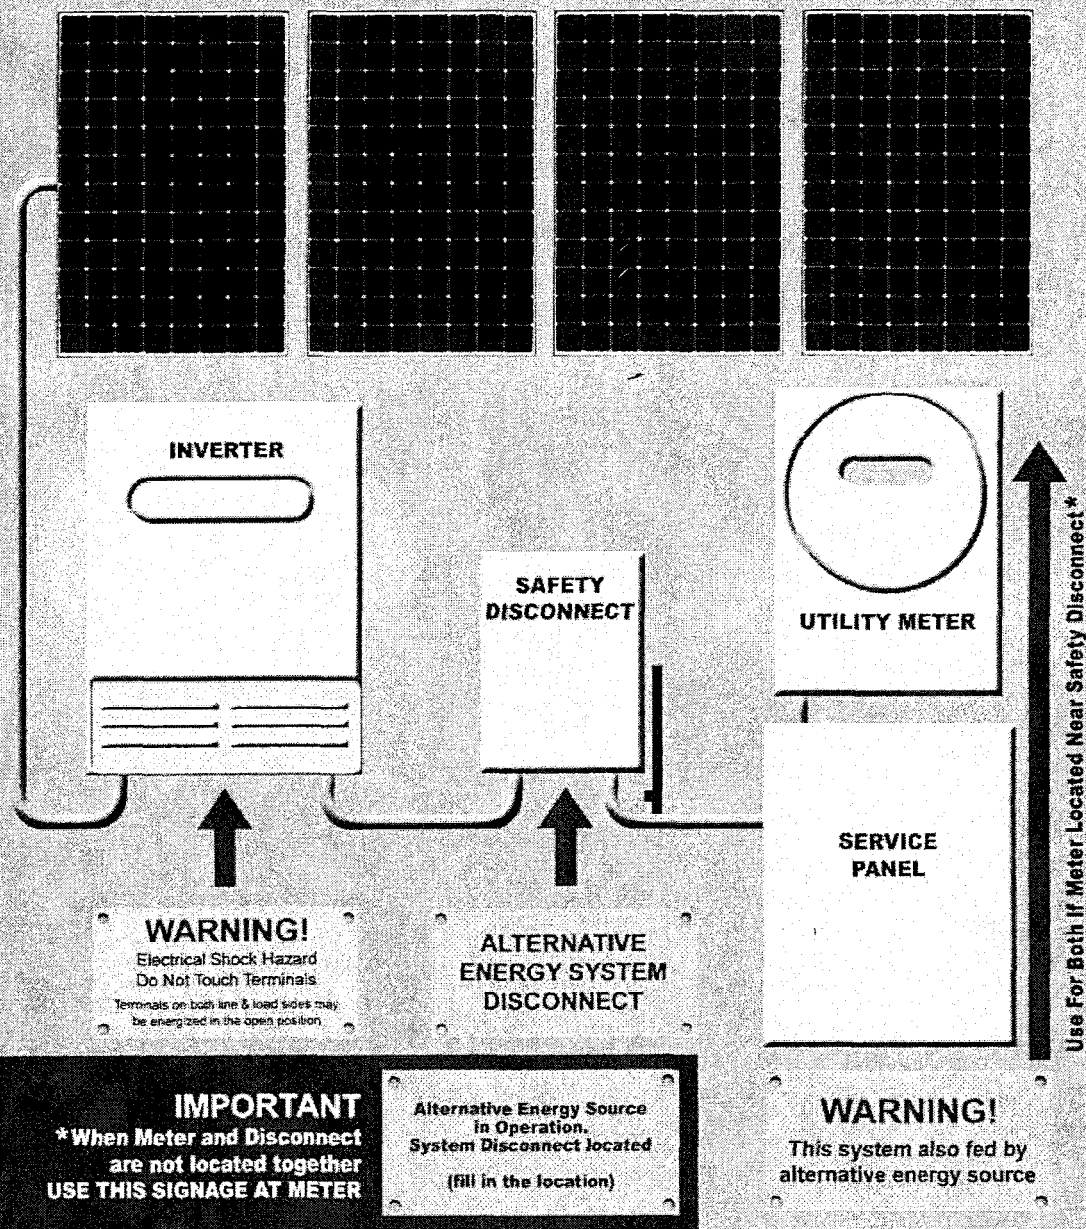 INVERTER
SAFETY
DISCONNECT
UTILITY METER
SERVICE
PANEL
Use For Both If Meter Located Near Safety Disconnect*
WARNING!
Electrical Shock Hazard
Do Not Touch Terminals
Terminals on both line & load sides may
be energized in the open position
ALTERNATIVE
ENERGY SYSTEM
DISCONNECT
IMPORTANT
*When Meter and Disconnect
are not located together
USE THIS SIGNAGE AT METER
Alternative Energy Source
in Operation.
System Disconnect located
(fill in the location)
WARNING!
This system also fed by
alternative energy source